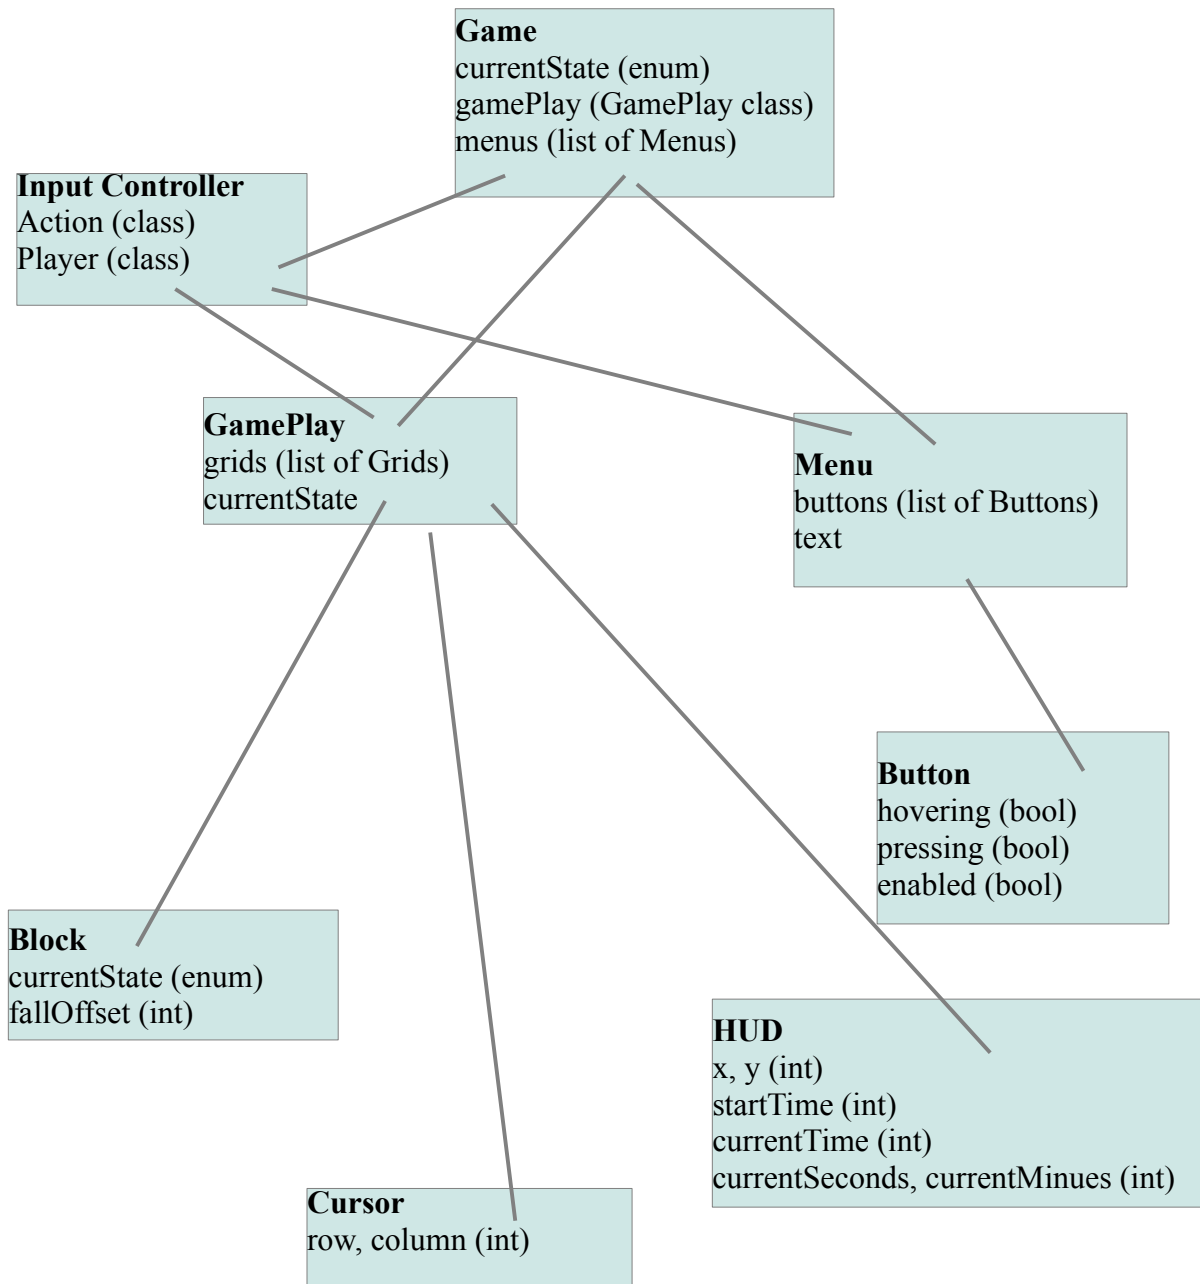 Game
currentState (enum)
gamePlay (GamePlay class)
menus (list of Menus)
Input Controller
Action (class)
Player (class)
GamePlay
grids (list of Grids)
currentState
Menu
buttons (list of Buttons)
text
Button
hovering (bool)
pressing (bool)
enabled (bool)
Block
currentState (enum)
fallOffset (int)
HUD
x, y (int)
startTime (int)
currentTime (int)
currentSeconds, currentMinues (int)
Cursor
row, column (int)